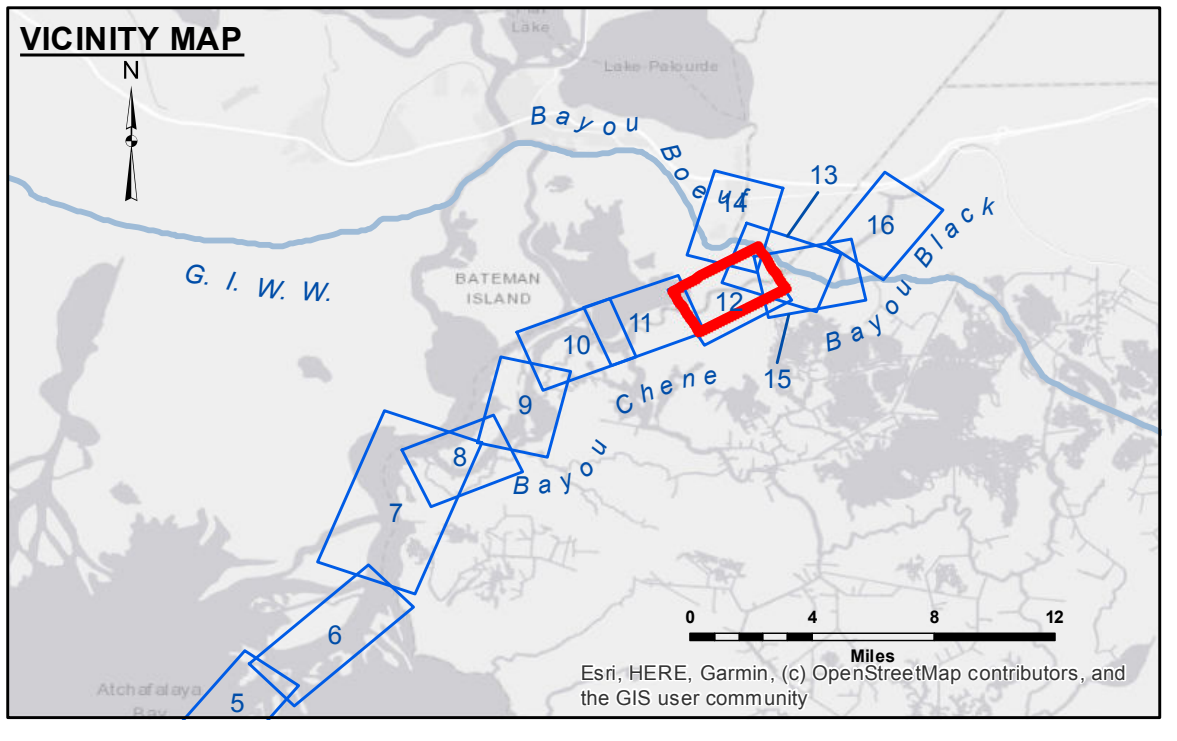 VICINITY MAP
N
Lake
Lake Palourde
Bayou
Boeuf
13
14
16
G. I. W. W.
BATEMAN
ISLAND
12
11
10
Bayou Black
15
Bayou Chene
9
8
7
6
5
0 4 8 12
Miles
Esri, HERE, Garmin, (c) OpenStreetMap contributors, and
the GIS user community
Atchafalaya
Bay